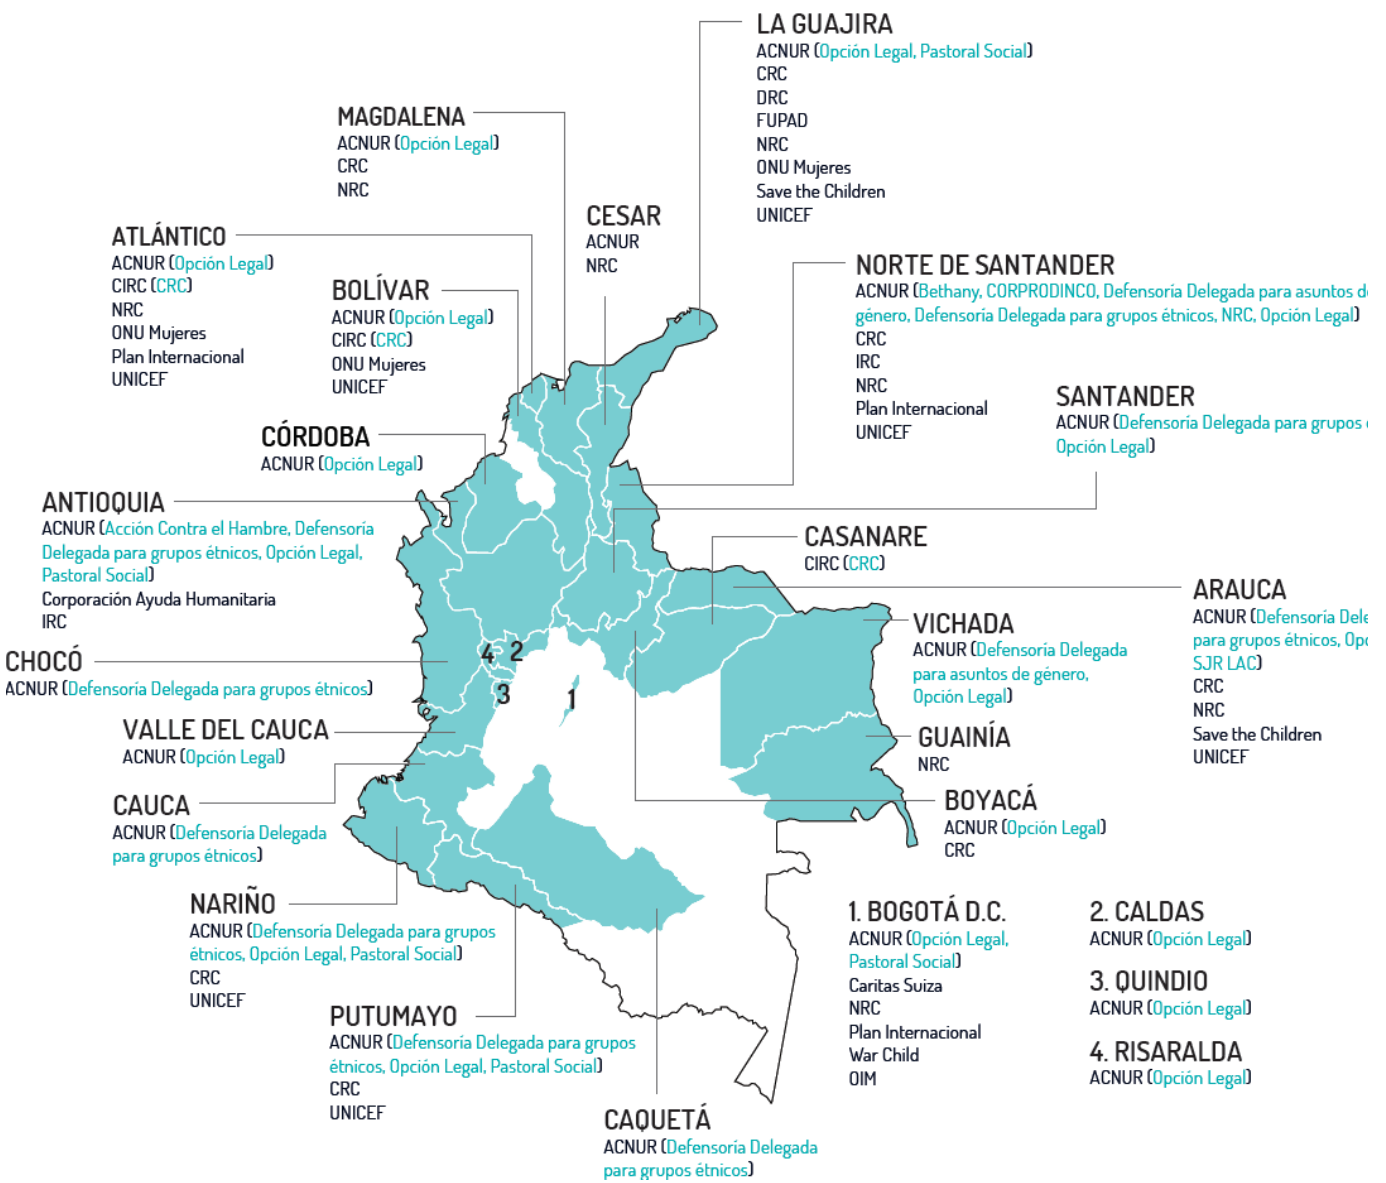 LA GUAJIRA
ACNUR (Opción Legal, Pastoral Social)
CRC
DRC
FUPAD
NRC
ONU Mujeres
Save the Children
UNICEF
MAGDALENA
ACNUR (Opción Legal)
CRC
NRC
CESAR
ACNUR
NRC
ATLÁNTICO
ACNUR (Opción Legal)
CIRC (CRC)
NRC
ONU Mujeres
Plan Internacional
UNICEF
BOLÍVAR
ACNUR (Opción Legal)
CIRC (CRC)
ONU Mujeres
UNICEF
NORTE DE SANTANDER
ACNUR (Bethany, CORPRODINCO, Defensoría Delegada para asuntos d
género, Defensoría Delegada para grupos étnicos, NRC, Opción Legal)
CRC
IRC
NRC
Plan Internacional
UNICEF
SANTANDER
ACNUR (Defensoría Delegada para grupos
Opción Legal)
CÓRDOBA
ACNUR (Opción Legal)
ANTIOQUIA
ACNUR (Acción Contra el Hambre, Defensoría
Delegada para grupos étnicos, Opción Legal,
Pastoral Social)
Corporación Ayuda Humanitaria
IRC
CASANARE
CIRC (CRC)
ARAUCA
ACNUR (Defensoría Dele
para grupos étnicos, Opc
SJR LAC)
CRC
NRC
Save the Children
UNICEF
VICHADA
ACNUR (Defensoría Delegada
para asuntos de género,
Opción Legal)
CHOCÓ
ACNUR (Defensoría Delegada para grupos étnicos)
4 2
3
1
VALLE DEL CAUCA
ACNUR (Opción Legal)
GUAINÍA
NRC
CAUCA
ACNUR (Defensoría Delegada
para grupos étnicos)
BOYACÁ
ACNUR (Opción Legal)
CRC
NARIÑO
ACNUR (Defensoría Delegada para grupos
étnicos, Opción Legal, Pastoral Social)
CRC
UNICEF
PUTUMAYO
ACNUR (Defensoría Delegada para grupos
étnicos, Opción Legal, Pastoral Social)
CRC
UNICEF
CAQUETÁ
ACNUR (Defensoría Delegada
para grupos étnicos)
1. BOGOTÁ D.C.
ACNUR (Opción Legal,
Pastoral Social)
Caritas Suiza
NRC
Plan Internacional
War Child
OIM
2. CALDAS
ACNUR (Opción Legal)
3. QUINDIO
ACNUR (Opción Legal)
4. RISARALDA
ACNUR (Opción Legal)